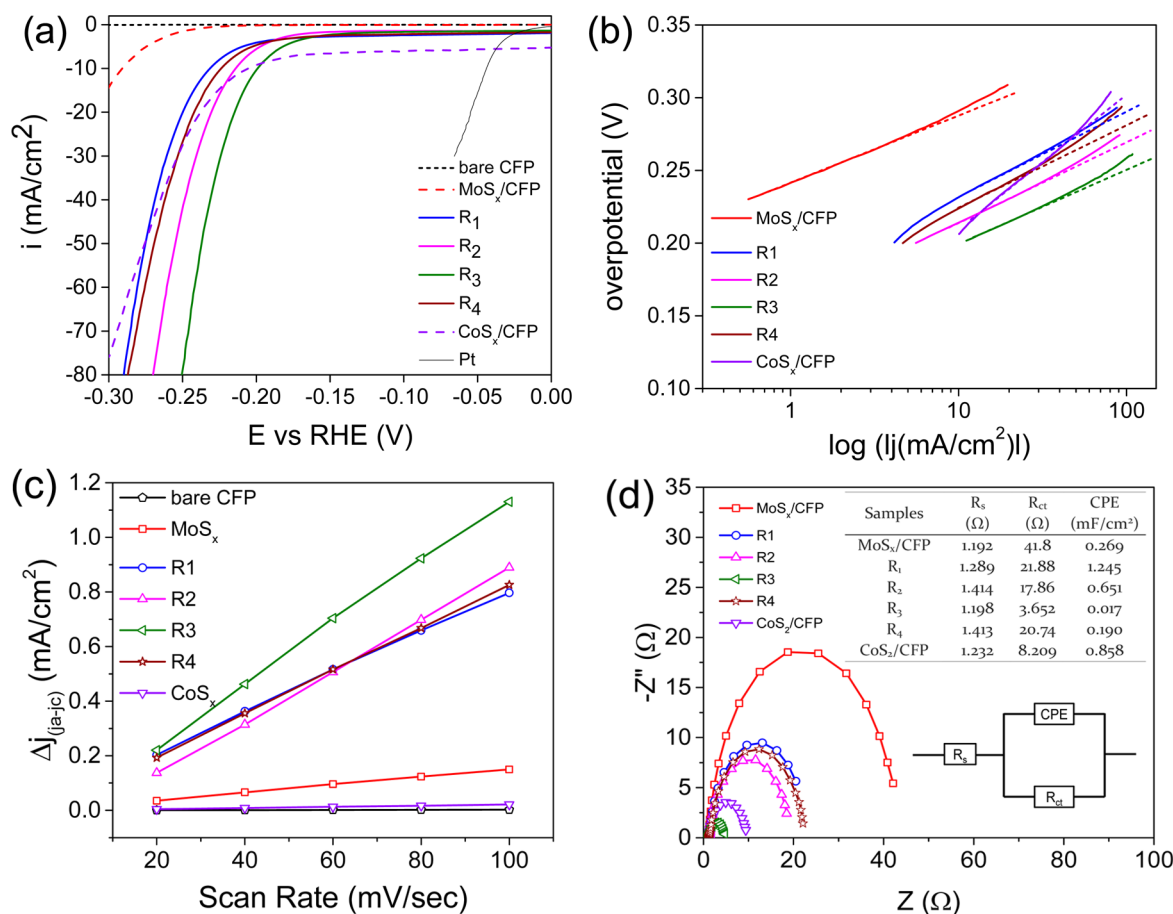 (a)
0
-10
-20
-30
-40
-50
-60
-70
-80
i (mA/cm²)
-0.30 -0.25 -0.20 -0.15 -0.10 -0.05 0.00
E vs RHE (V)
bare CFP
MoSₓ/CFP
R₁
R₂
R₃
R₄
CoSₓ/CFP
Pt
(b)
0.30
0.20
0.10
overpotential (V)
1 10 100
log (lj(mA/cm²)l)
MoSₓ/CFP
R1
R2
R3
R4
CoSₓ/CFP
(c)
1.2
1.0
0.8
0.6
0.4
0.2
0.0
Δj(ja-jc) (mA/cm²)
20 40 60 80 100
Scan Rate (mV/sec)
bare CFP
MoSₓ
R1
R2
R3
R4
CoSₓ
(d)
35
30
25
20
15
10
5
0
-Z" (Ω)
0 20 40 60 80 100
Z (Ω)
MoSₓ/CFP
R1
R2
R3
R4
CoS₂/CFP
Samples Rs (Ω) Rct (Ω) CPE (mF/cm²)
MoSₓ/CFP 1.192 41.8 0.269
R₁ 1.289 21.88 1.245
R₂ 1.414 17.86 0.651
R₃ 1.198 3.652 0.017
R₄ 1.413 20.74 0.190
CoS₂/CFP 1.232 8.209 0.858
CPE
Rs
Rct